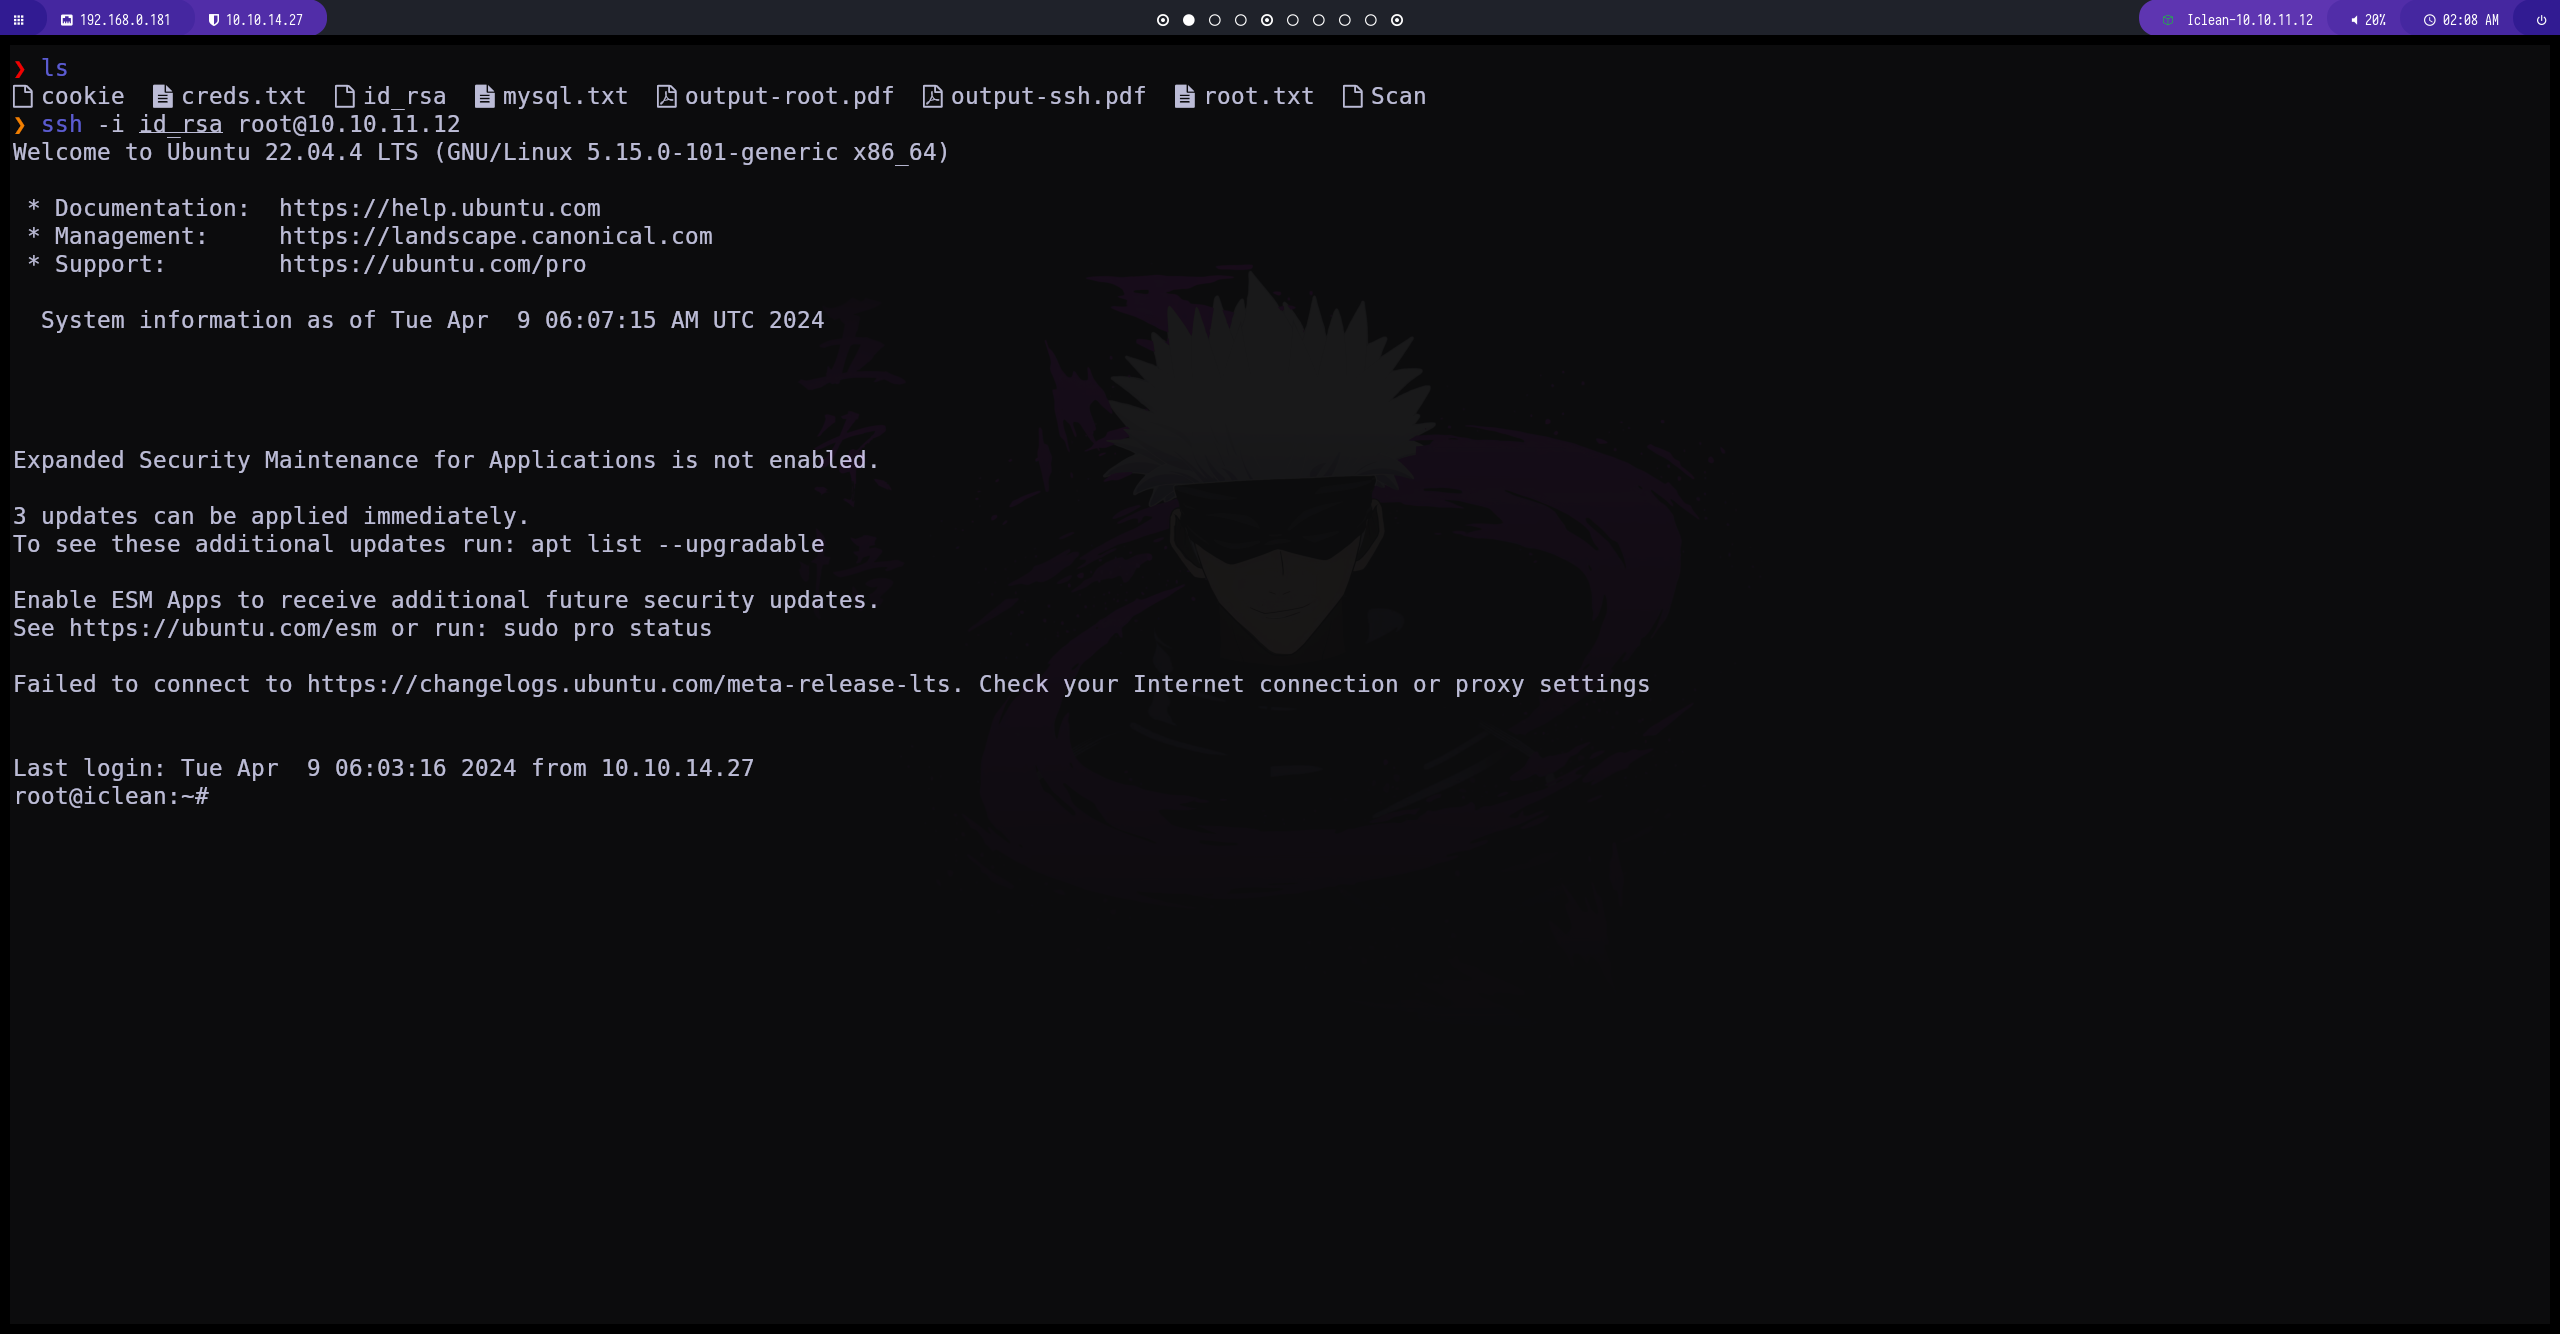 192.168.0.181 10.10.14.27 Iclean-10.10.11.12 20% 02:08 AM
❯ ls
cookie creds.txt id_rsa mysql.txt output-root.pdf output-ssh.pdf root.txt Scan
❯ ssh -i id_rsa root@10.10.11.12
Welcome to Ubuntu 22.04.4 LTS (GNU/Linux 5.15.0-101-generic x86_64)
* Documentation:  https://help.ubuntu.com
* Management:     https://landscape.canonical.com
* Support:        https://ubuntu.com/pro
System information as of Tue Apr  9 06:07:15 AM UTC 2024
Expanded Security Maintenance for Applications is not enabled.
3 updates can be applied immediately.
To see these additional updates run: apt list --upgradable
Enable ESM Apps to receive additional future security updates.
See https://ubuntu.com/esm or run: sudo pro status
Failed to connect to https://changelogs.ubuntu.com/meta-release-lts. Check your Internet connection or proxy settings
Last login: Tue Apr  9 06:03:16 2024 from 10.10.14.27
root@iclean:~#
五
条
悟